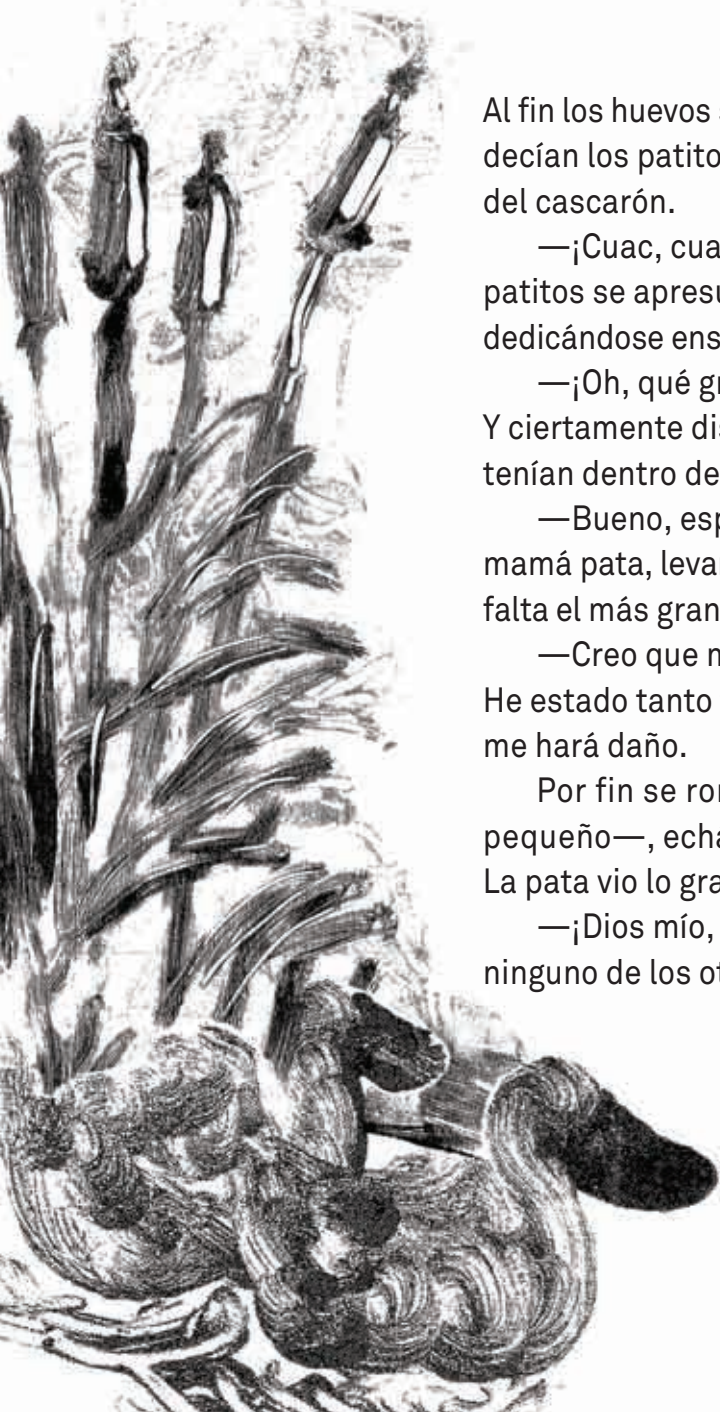 Al fin los huevos
decían los patito
del cascarón.
—¡Cuac, cua
patitos se apresu
dedicándose ens
—¡Oh, qué gr
Y ciertamente dis
tenían dentro de
—Bueno, esp
mamá pata, leva
falta el más gran
—Creo que
He estado tanto
me hará daño.
Por fin se ro
pequeño—, echa
La pata vio lo gra
—¡Dios mío,
ninguno de los ot